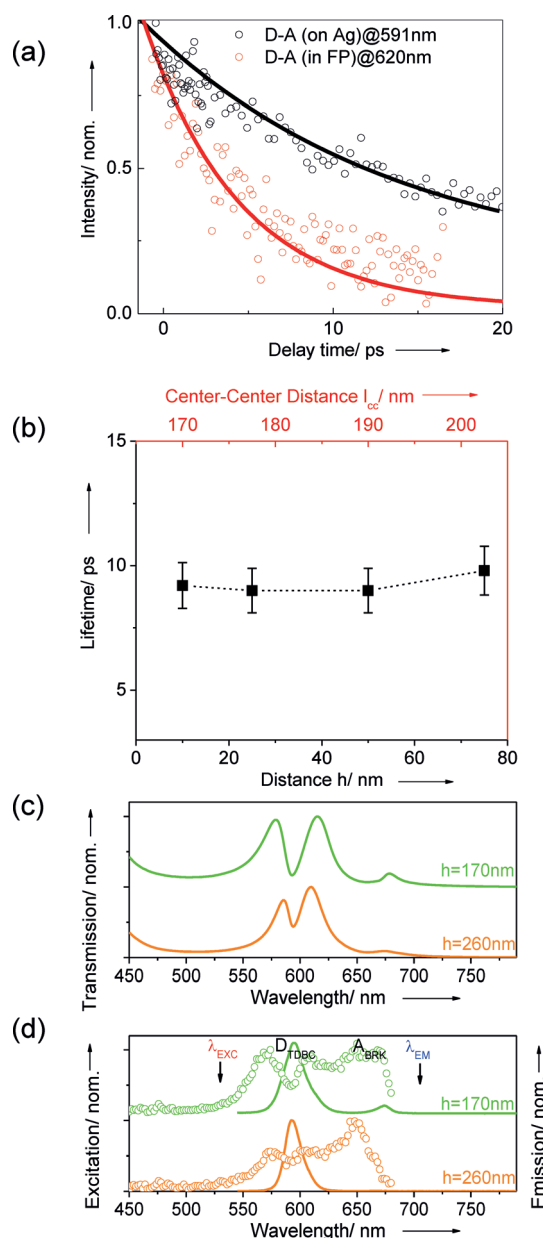 (a)
1.0
0.5
0.0
Intensity/ nom.
D-A (on Ag)@591nm
D-A (in FP)@620nm
0
10
20
Delay time/ ps
(b)
Center-Center Distance I_cc/ nm
170
180
190
200
15
10
5
Lifetime/ ps
0
20
40
60
80
Distance h/ nm
(c)
Transmission/ nom.
h=170nm
h=260nm
450
500
550
600
650
700
750
Wavelength/ nm
(d)
Excitation/ nom.
Emission/ nom.
λ_EXC
D_TDBC
A_BRK
λ_EM
h=170nm
h=260nm
450
500
550
600
650
700
750
Wavelength/ nm